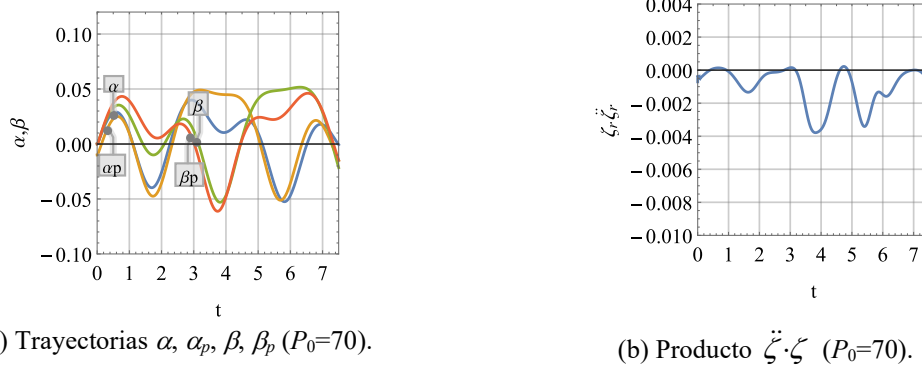 0.10
0.05
0.00
−0.05
−0.10
α,β
α
β
αp
βp
0 1 2 3 4 5 6 7
t
) Trayectorias α, αp, β, βp (P0=70).
0.004
0.002
0.000
−0.002
−0.004
−0.006
−0.008
−0.010
ζr ζ̈r
0 1 2 3 4 5 6 7
t
(b) Producto ζ̈·ζ (P0=70).